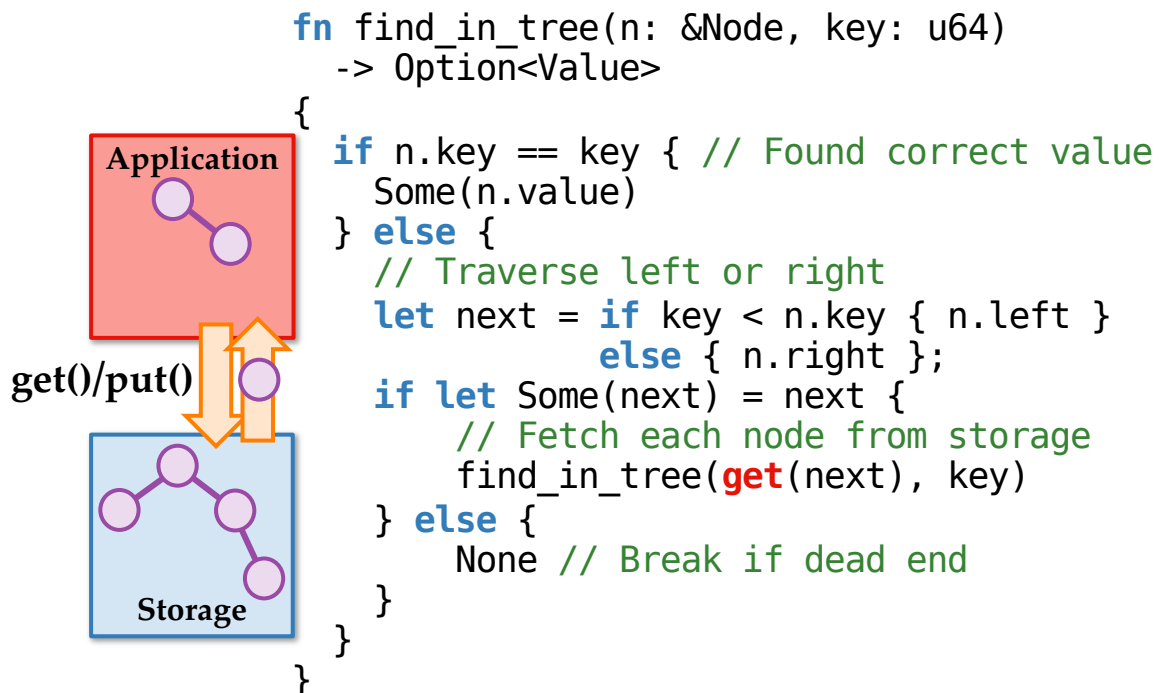 fn find_in_tree(n: &Node, key: u64)
-> Option<Value>
{
if n.key == key { // Found correct value
Some(n.value)
} else {
// Traverse left or right
let next = if key < n.key { n.left }
else { n.right };
if let Some(next) = next {
// Fetch each node from storage
find_in_tree(get(next), key)
} else {
None // Break if dead end
}
}
}
Application
get()/put()
Storage